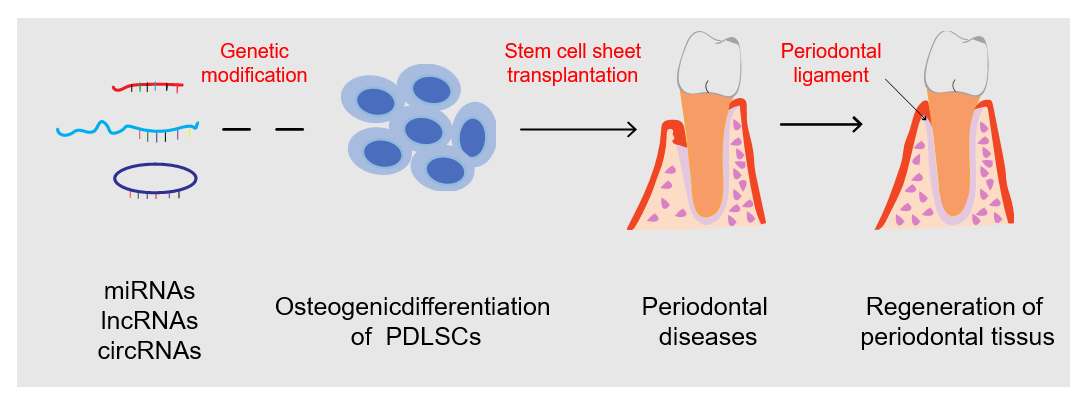 Genetic
modification
Stem cell sheet
transplantation
Periodontal
ligament
miRNAs
lncRNAs
circRNAs
Osteogenicdifferentiation
of PDLSCs
Periodontal
diseases
Regeneration of
periodontal tissue